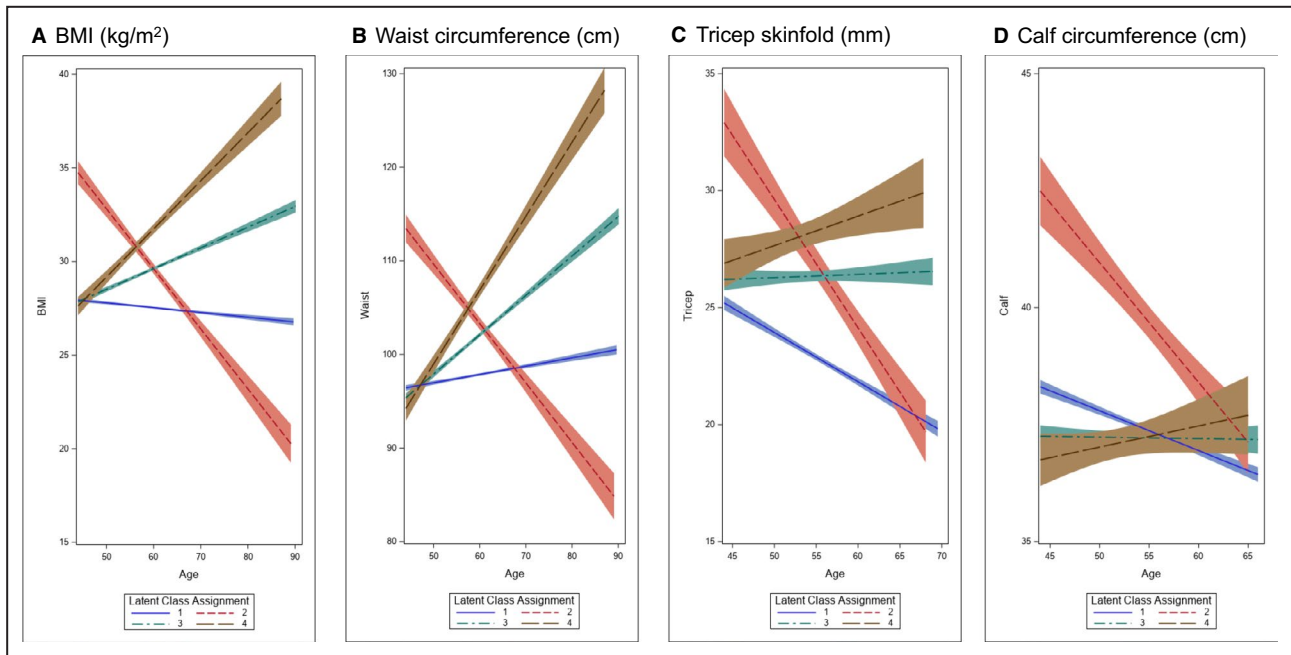 A BMI (kg/m²)
40
35
30
25
20
15
BMI
50 60 70 80 90
Age
Latent Class Assignment
1 2
3 4
B Waist circumference (cm)
130
120
110
100
90
80
Waist
50 60 70 80 90
Age
Latent Class Assignment
1 2
3 4
C Tricep skinfold (mm)
35
30
25
20
15
Tricep
45 50 55 60 65 70
Age
Latent Class Assignment
1 2
3 4
D Calf circumference (cm)
45
40
35
Calf
45 50 55 60 65
Age
Latent Class Assignment
1 2
3 4